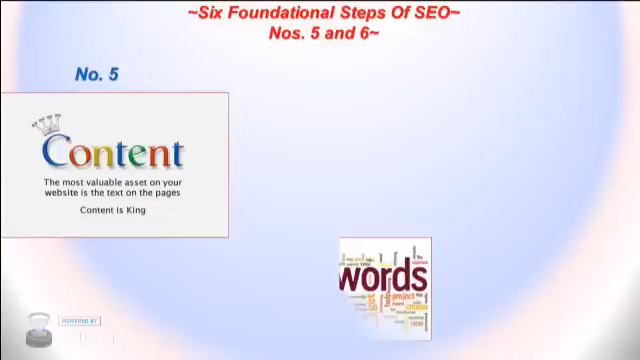 ~Six Foundational Steps Of SEO~
Nos. 5 and 6~
No. 5
Content
The most valuable asset on your
website is the text on the pages
Content is King
words
project
POWERED BY